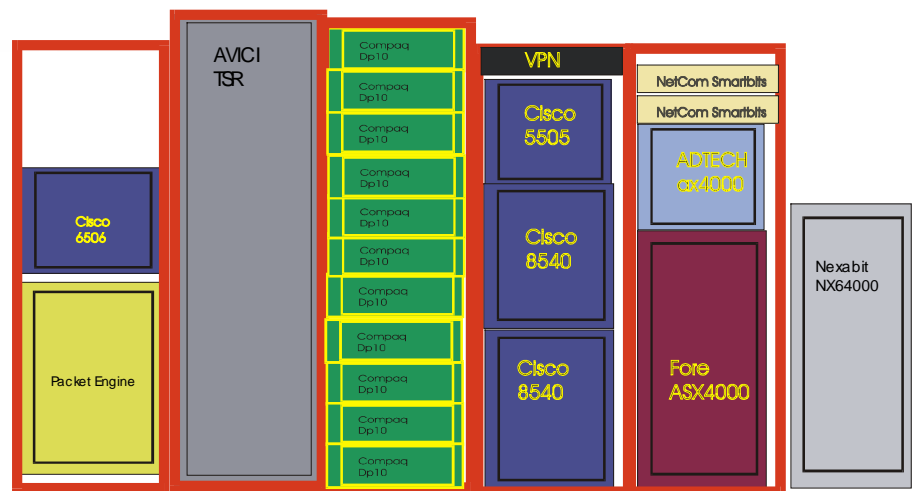 Cisco
6506
Packet Engine
AVICI
TSR
Compaq
Dp10
Compaq
Dp10
Compaq
Dp10
Compaq
Dp10
Compaq
Dp10
Compaq
Dp10
Compaq
Dp10
Compaq
Dp10
Compaq
Dp10
Compaq
Dp10
Compaq
Dp10
VPN
Cisco
5505
Cisco
8540
Cisco
8540
NetCom Smartbits
NetCom Smartbits
ADTECH
ax4000
Fore
ASX4000
Nexabit
NX64000